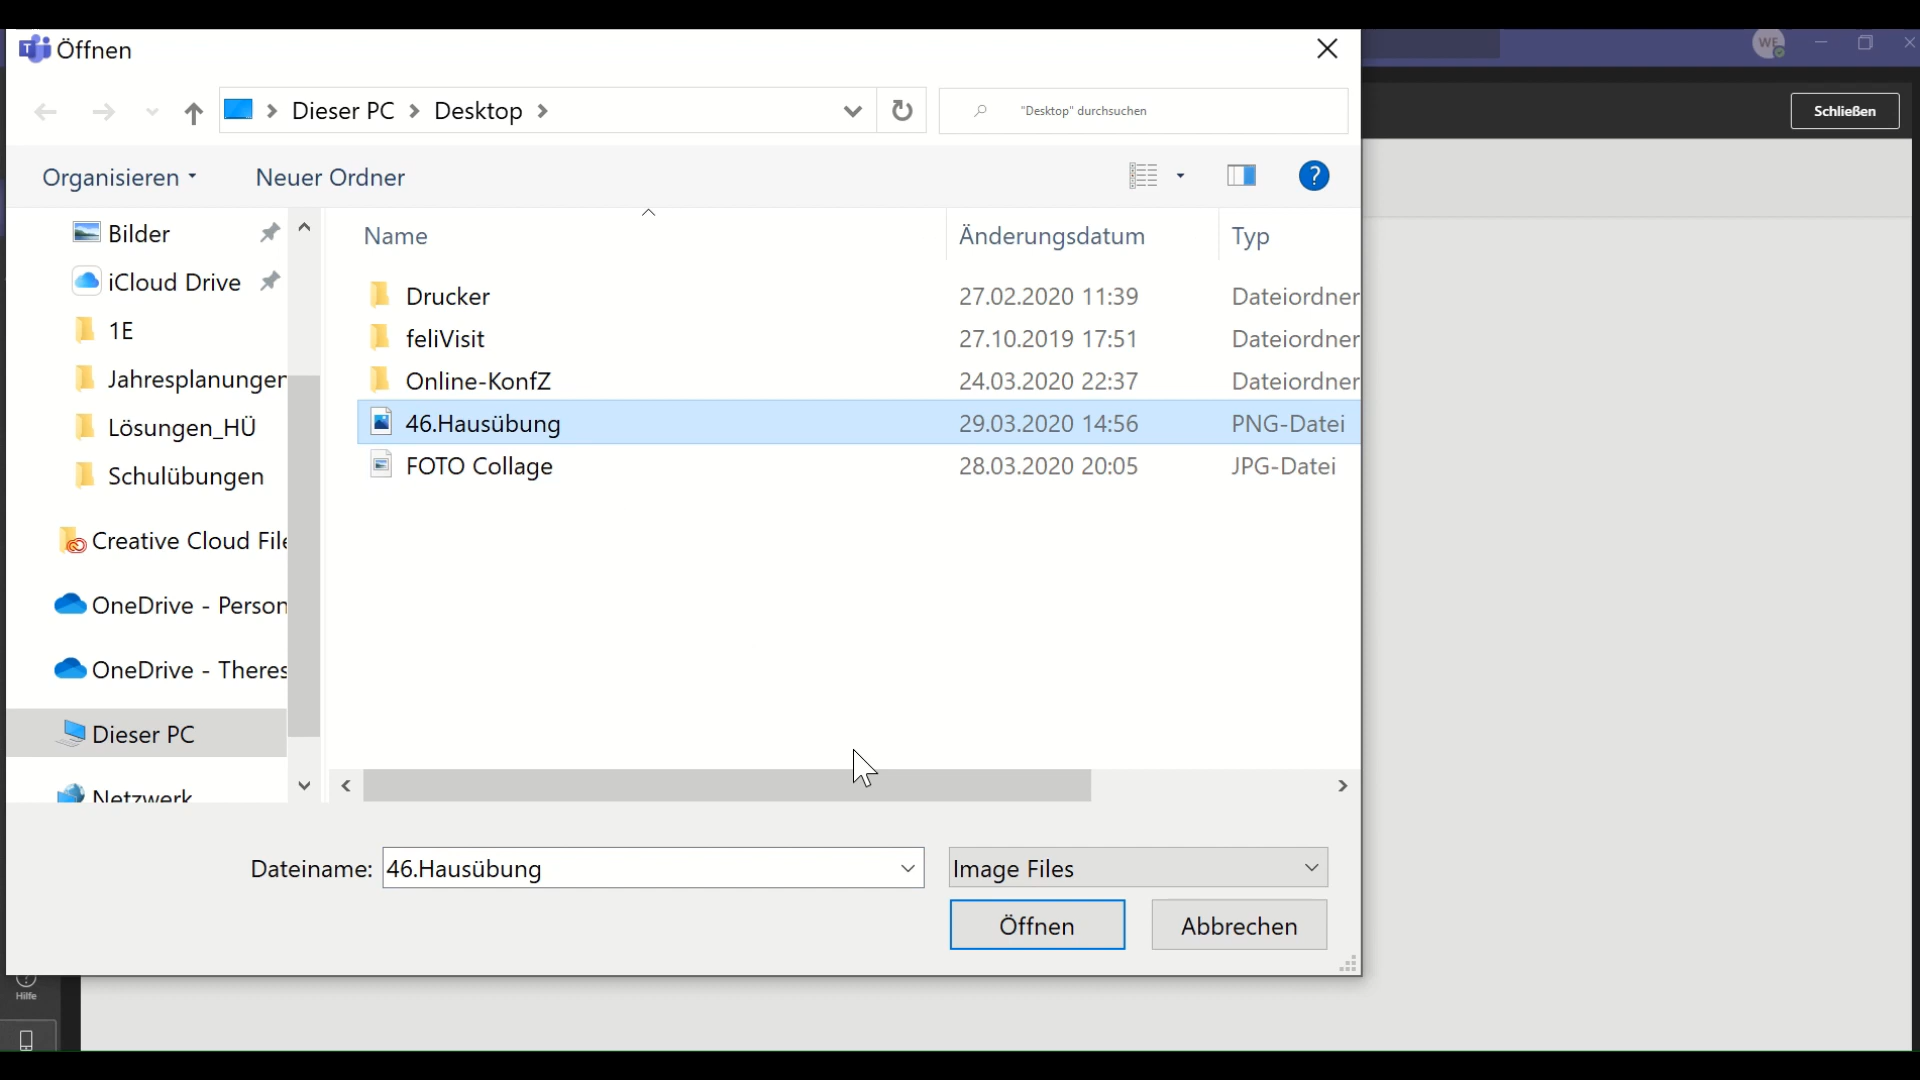 Öffnen
WE
Dieser PC Desktop
"Desktop" durchsuchen
Schließen
Organisieren
Neuer Ordner
?
Bilder
iCloud Drive
1E
Jahresplanungen
Lösungen_HÜ
Schulübungen
Creative Cloud File
OneDrive - Person
OneDrive - Theres
Dieser PC
Netzwerk
Name Änderungsdatum Typ
Drucker 27.02.2020 11:39 Dateiordner
feliVisit 27.10.2019 17:51 Dateiordner
Online-KonfZ 24.03.2020 22:37 Dateiordner
46.Hausübung 29.03.2020 14:56 PNG-Datei
FOTO Collage 28.03.2020 20:05 JPG-Datei
Dateiname: 46.Hausübung
Image Files
Öffnen
Abbrechen
Hilfe